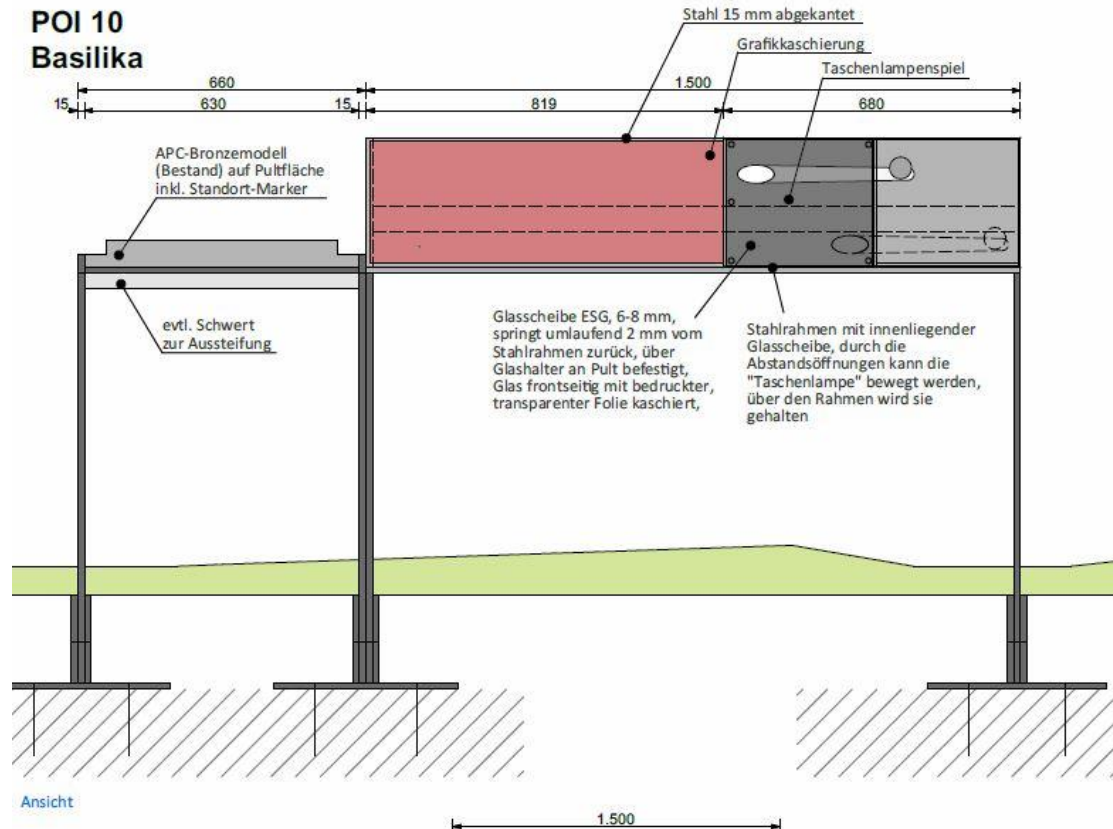 POI 10
Basilika
Stahl 15 mm abgekantet
Grafikkaschierung
Taschenlampenspiel
660
1.500
15
630
15
819
680
APC-Bronzemodell
(Bestand) auf Pultfläche
inkl. Standort-Marker
evtl. Schwert
zur Aussteifung
Glasscheibe ESG, 6-8 mm,
springt umlaufend 2 mm vom
Stahlrahmen zurück, über
Glashalter an Pult befestigt,
Glas frontseitig mit bedruckter,
transparenter Folie kaschiert,
Stahlrahmen mit innenliegender
Glasscheibe, durch die
Abstandsöffnungen kann die
"Taschenlampe" bewegt werden,
über den Rahmen wird sie
gehalten
Ansicht
1.500